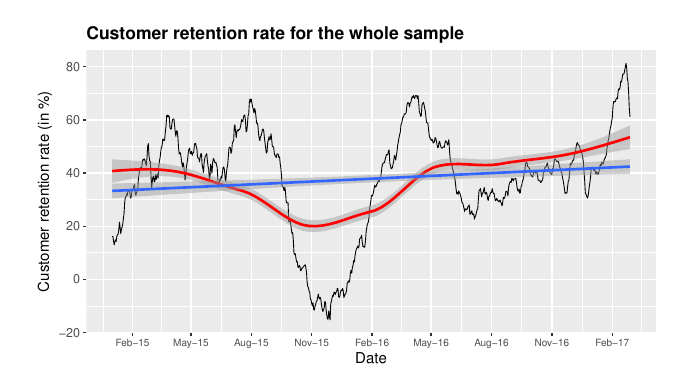 Customer retention rate for the whole sample
Customer retention rate (in %)
80
60
40
20
0
−20
Feb−15 May−15 Aug−15 Nov−15 Feb−16 May−16 Aug−16 Nov−16 Feb−17
Date